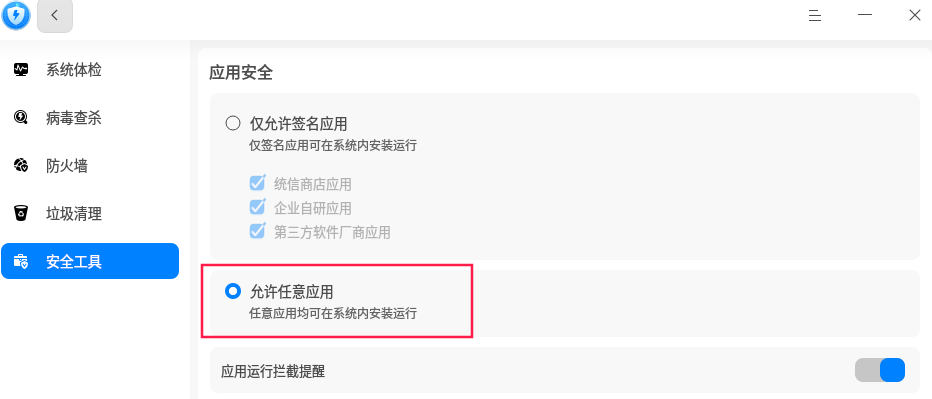 系统体检
病毒查杀
防火墙
垃圾清理
安全工具
应用安全
仅允许签名应用
仅签名应用可在系统内安装运行
统信商店应用
企业自研应用
第三方软件厂商应用
允许任意应用
任意应用均可在系统内安装运行
应用运行拦截提醒